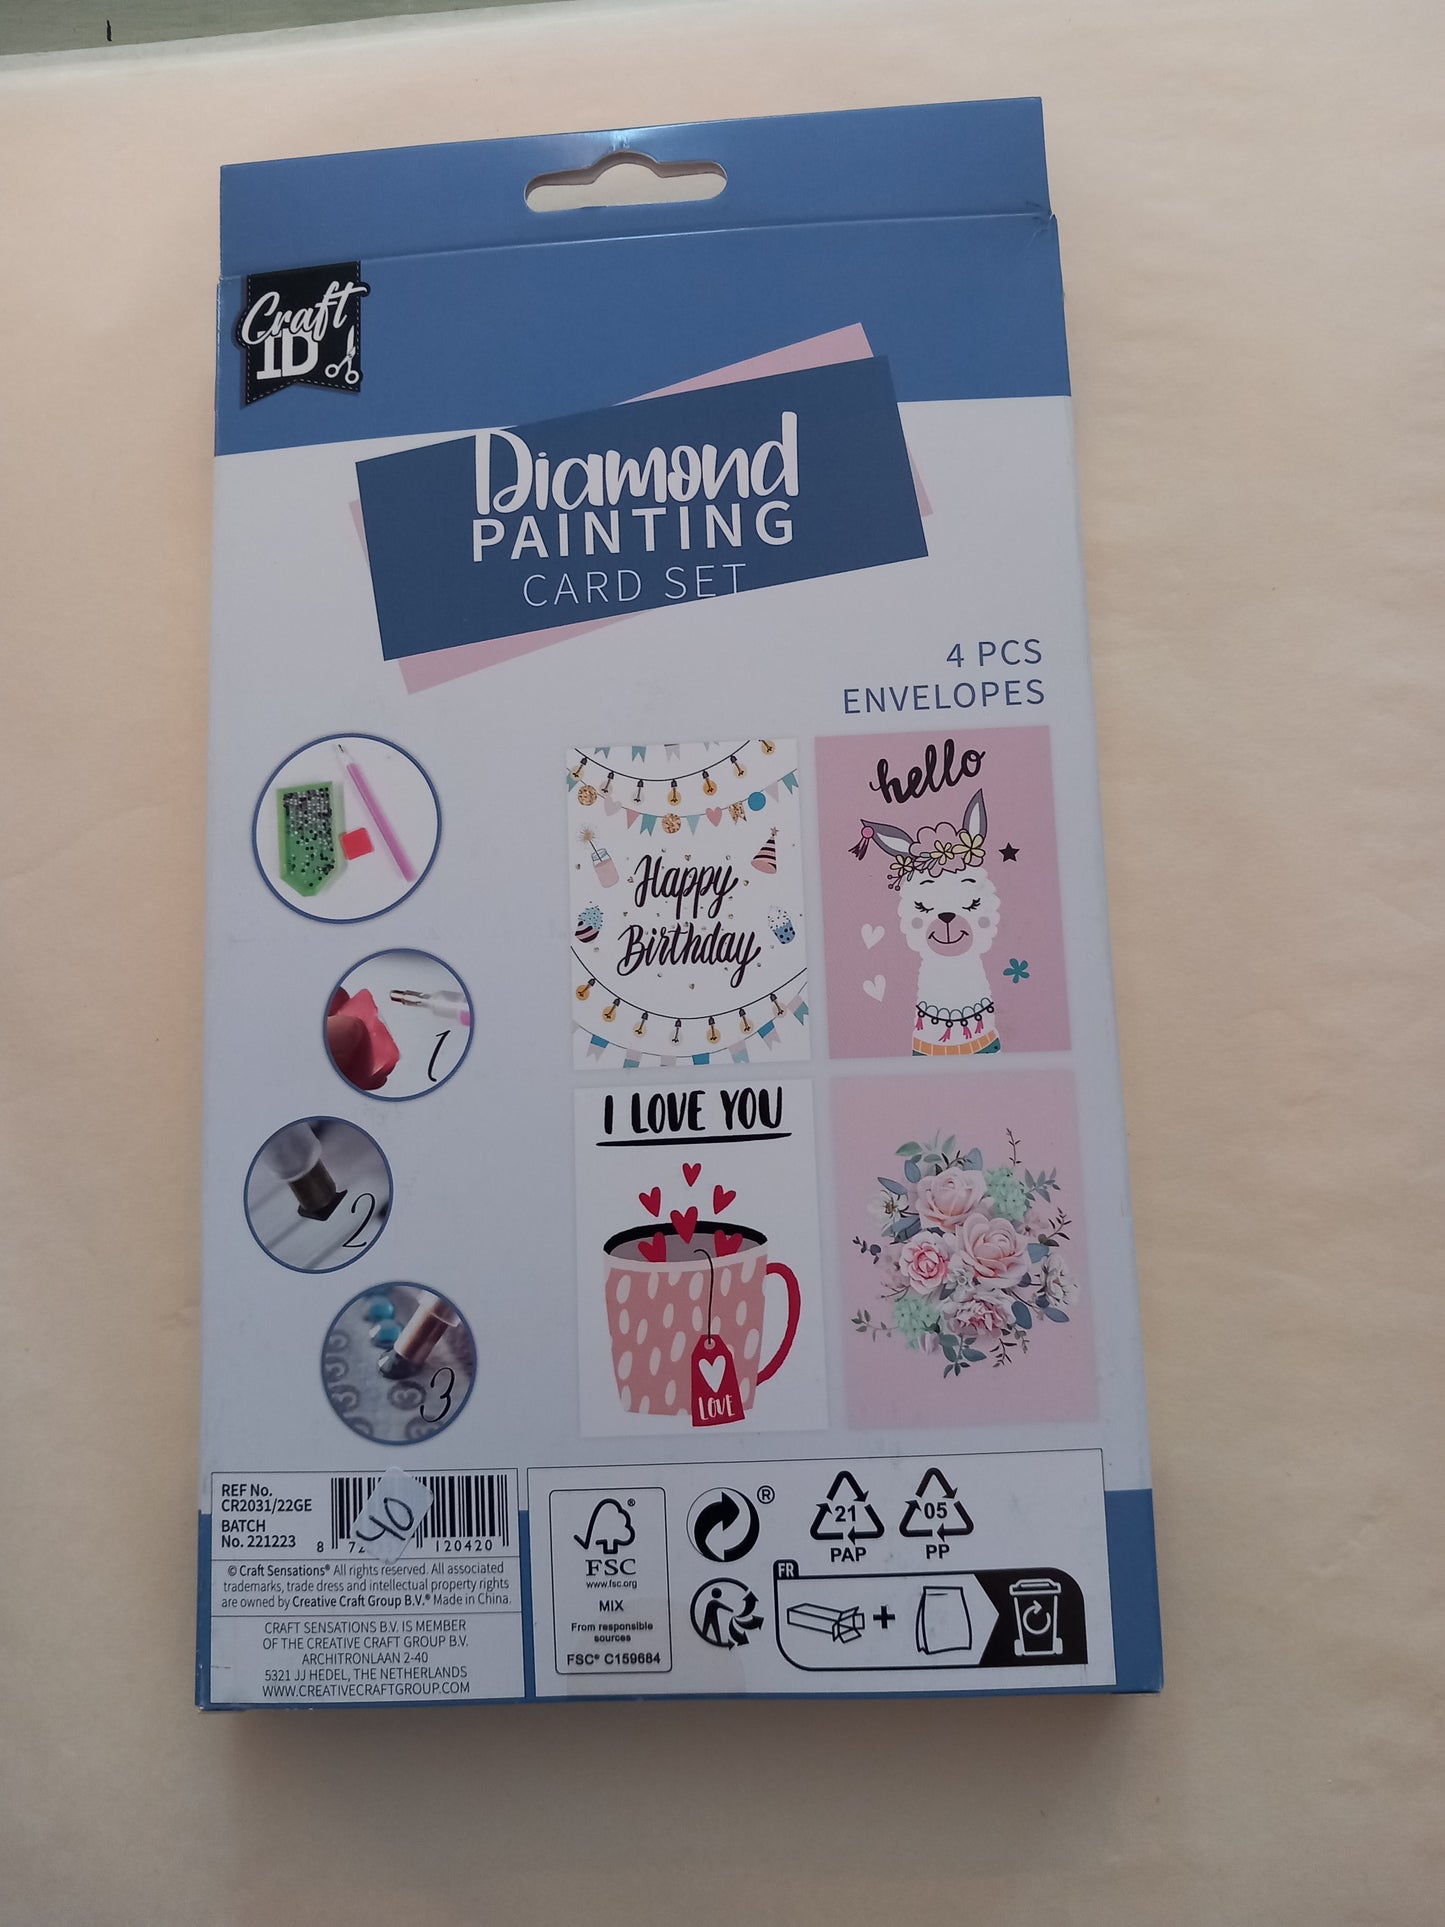 Craft
ID
Diamond
PAINTING
CARD SET
4 PCS
ENVELOPES
hello
Happy
Birthday
1
I LOVE YOU
2
LOVE
3
REF No.
CR2031/22GE
BATCH
No. 221223
40
8
120420
© Craft Sensations® All rights reserved. All associated
trademarks, trade dress and intellectual property rights
are owned by Creative Craft Group B.V.® Made in China.
CRAFT SENSATIONS B.V. IS MEMBER
OF THE CREATIVE CRAFT GROUP B.V.
ARCHITRONLAAN 2-40
5321 JJ HEDEL, THE NETHERLANDS
WWW.CREATIVECRAFTGROUP.COM
®
FSC
www.fsc.org
MIX
From responsible
sources
FSC® C159684
®
21
PAP
05
PP
FR
+